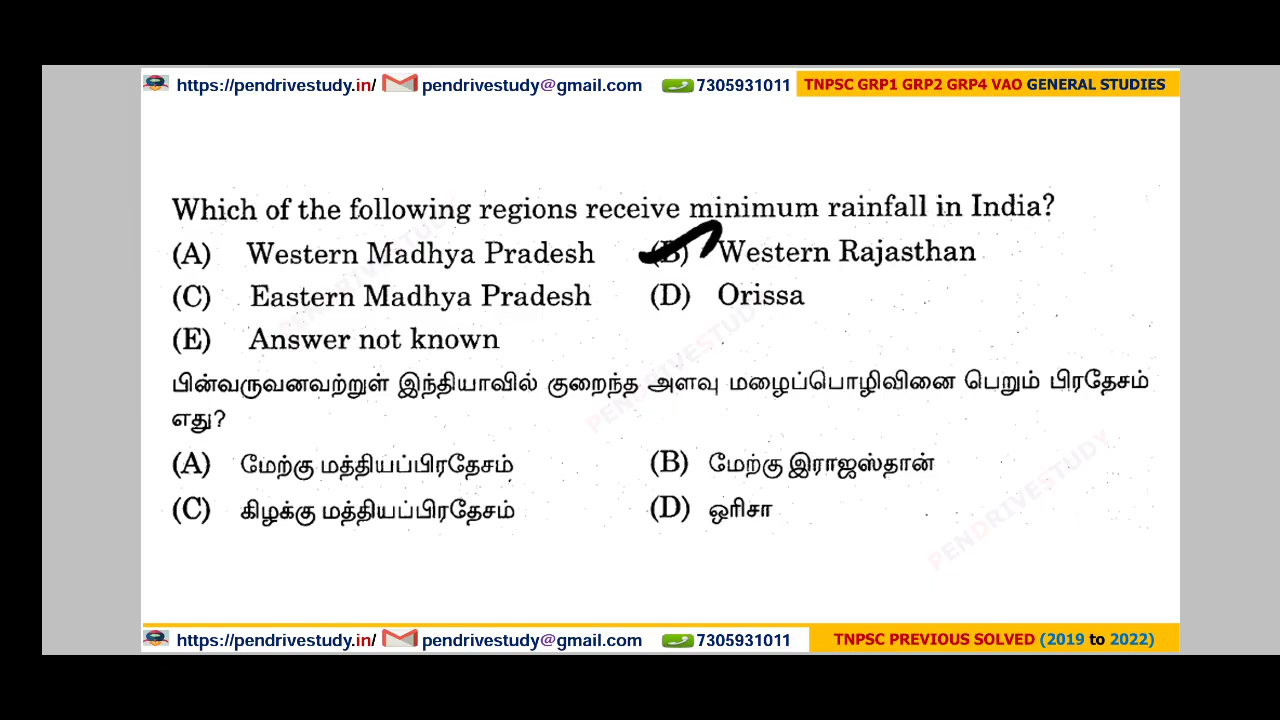 https://pendrivestudy.in/ pendrivestudy@gmail.com 7305931011 TNPSC GRP1 GRP2 GRP4 VAO GENERAL STUDIES
Which of the following regions receive minimum rainfall in India?
(A) Western Madhya Pradesh (B) Western Rajasthan
(C) Eastern Madhya Pradesh (D) Orissa
(E) Answer not known
பின்வருவனவற்றுள் இந்தியாவில் குறைந்த அளவு மழைப்பொழிவினை பெறும் பிரதேசம்
எது?
(A) மேற்கு மத்தியப்பிரதேசம் (B) மேற்கு இராஜஸ்தான்
(C) கிழக்கு மத்தியப்பிரதேசம் (D) ஒரிசா
PENDRIVESTUDY
PENDRIVESTUDY
PENDRIVESTUDY
https://pendrivestudy.in/ pendrivestudy@gmail.com 7305931011 TNPSC PREVIOUS SOLVED (2019 to 2022)